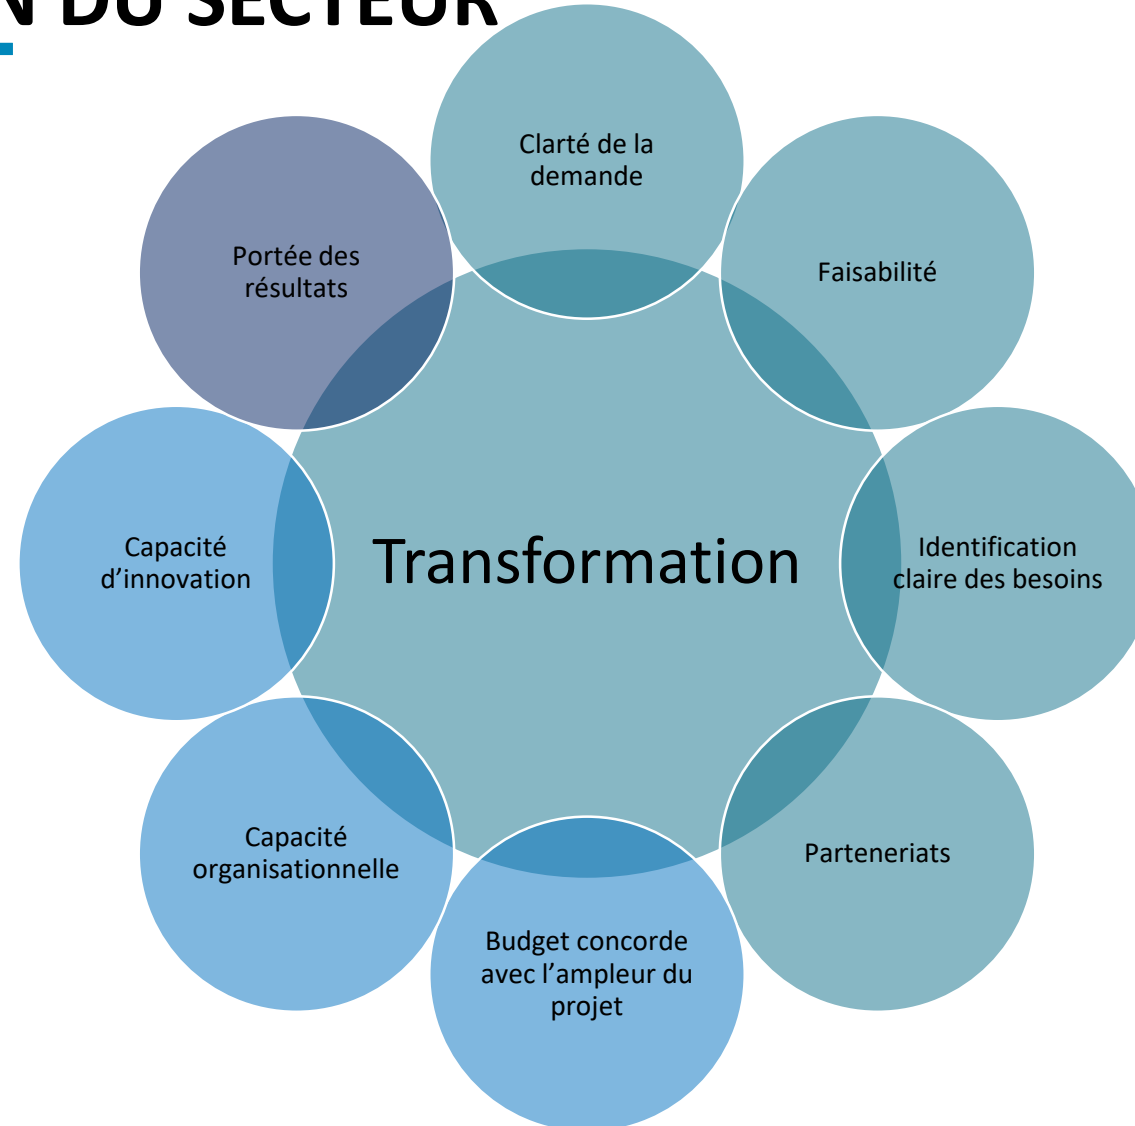 N DU SECTEUR
Clarté de la
demande
Portée des
résultats
Faisabilité
Capacité
d’innovation
Transformation
Identification
claire des besoins
Capacité
organisationnelle
Parteneriats
Budget concorde
avec l’ampleur du
projet